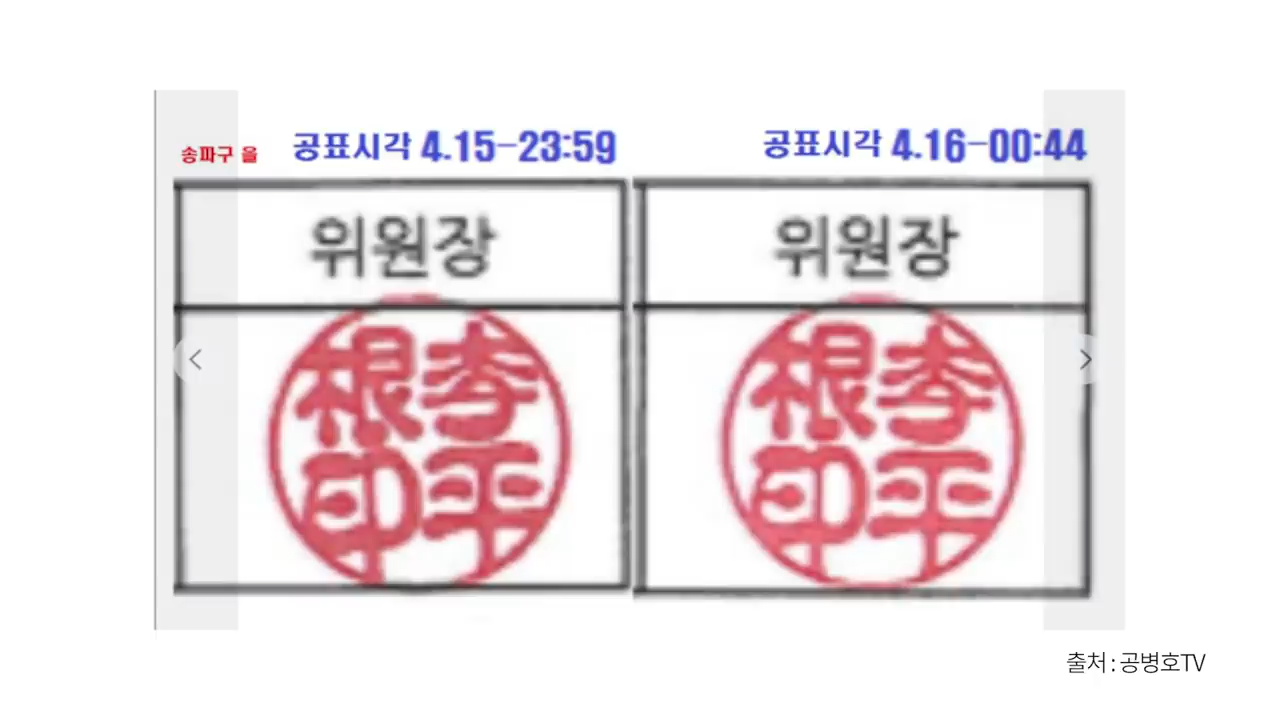 송파구 을 공표시각 4.15-23:59 공표시각 4.16-00:44
위원장 위원장
根李 根李
印平 印平
출처 : 공병호TV